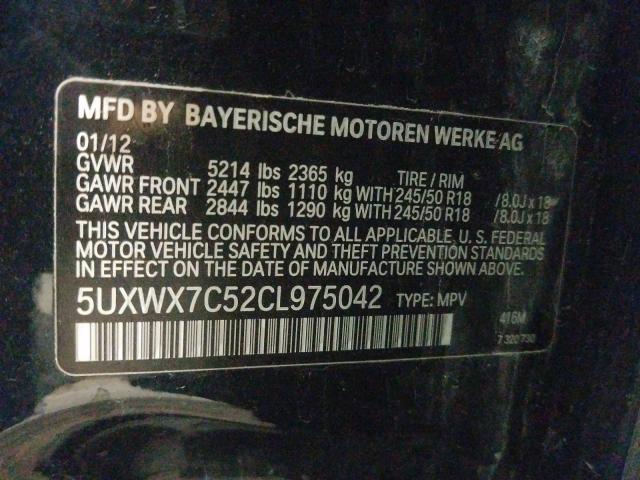 MFD BY BAYERISCHE MOTOREN WERKE AG
01/12
GVWR 5214 lbs 2365 kg TIRE / RIM
GAWR FRONT 2447 lbs 1110 kg WITH 245/50 R18 /8.0J x 18
GAWR REAR 2844 lbs 1290 kg WITH 245/50 R18 /8.0J x 18
THIS VEHICLE CONFORMS TO ALL APPLICABLE, U. S. FEDERAL
MOTOR VEHICLE SAFETY AND THEFT PREVENTION STANDARDS
IN EFFECT ON THE DATE OF MANUFACTURE SHOWN ABOVE.
5UXWX7C52CL975042 TYPE: MPV
416M
7 320 730